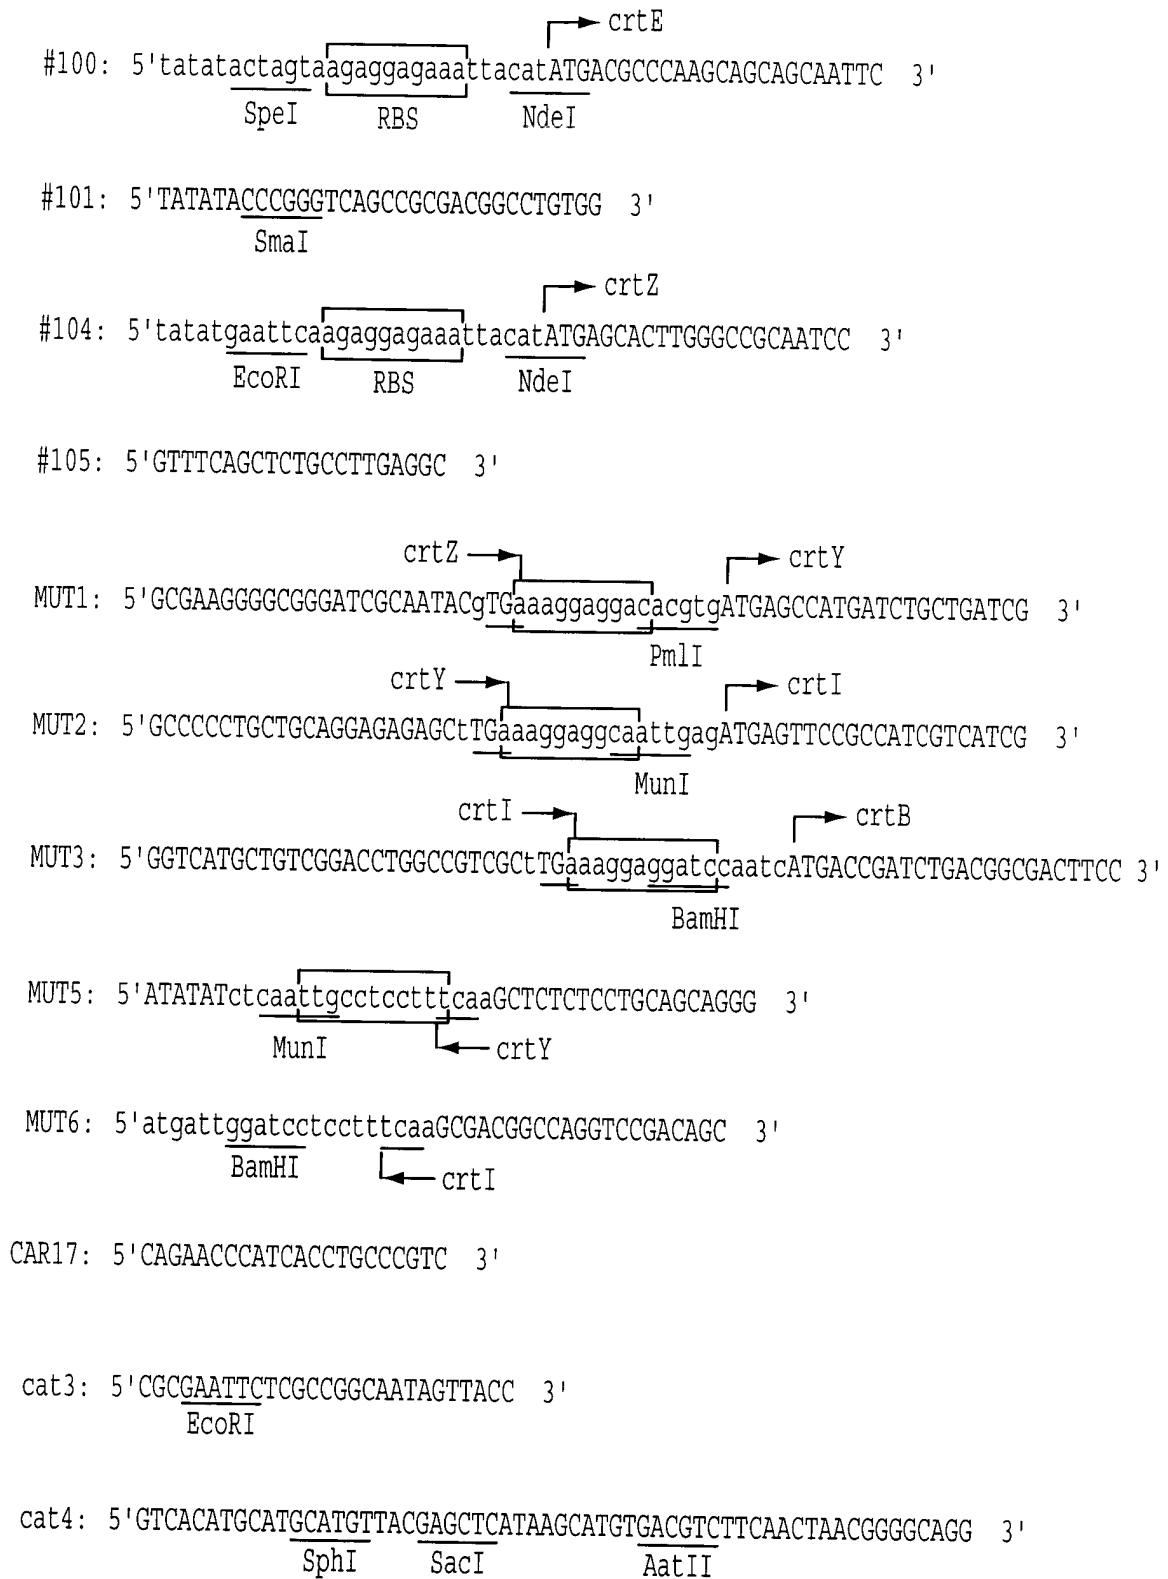 crtE
#100: 5'tatatactagtaagaggagaaattacatATGACGCCCAAGCAGCAGCAATTC 3'
SpeI RBS NdeI
#101: 5'TATATACCCGGGTCAGCCGCGACGGCCTGTGG 3'
SmaI
crtZ
#104: 5'tatatgaattcaagaggagaaattacatATGAGCACTTGGGCCGCAATCC 3'
EcoRI RBS NdeI
#105: 5'GTTTCAGCTCTGCCTTGAGGC 3'
crtZ crtY
MUT1: 5'GCGAAGGGGCGGGATCGCAATACgTGaaaggaggacacgtgATGAGCCATGATCTGCTGATCG 3'
PmlI
crtY crtI
MUT2: 5'GCCCCCTGCTGCAGGAGAGAGCtTGaaaggaggcaattgagATGAGTTCCGCCATCGTCATCG 3'
MunI
crtI crtB
MUT3: 5'GGTCATGCTGTCGGACCTGGCCGTCGCtTGaaaggaggatccaatcATGACCGATCTGACGGCGACTTCC 3'
BamHI
MUT5: 5'ATATATctcaattgcctcctttcaaGCTCTCTCCTGCAGCAGGG 3'
MunI crtY
MUT6: 5'atgattggatcctcctttcaaGCGACGGCCAGGTCCGACAGC 3'
BamHI crtI
CAR17: 5'CAGAACCCATCACCTGCCCGTC 3'
cat3: 5'CGCGAATTCTCGCCGGCAATAGTTACC 3'
EcoRI
cat4: 5'GTCACATGCATGCATGTTACGAGCTCATAAGCATGTGACGTCTTCAACTAACGGGGCAGG 3'
SphI SacI AatII